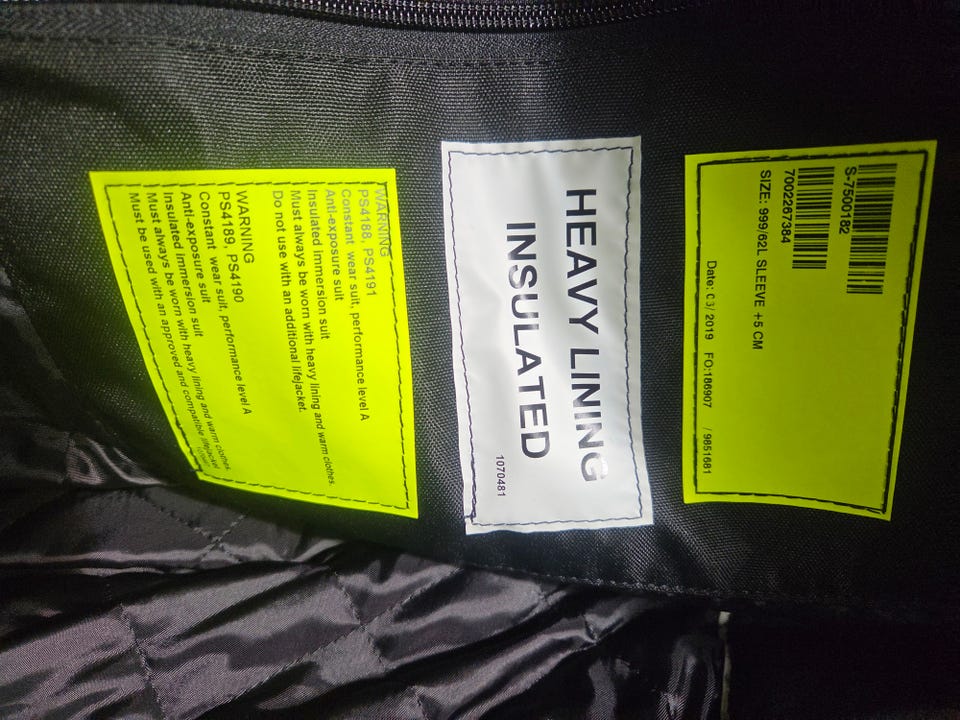 S-7500182
7002267384
SIZE: 999/62L SLEEVE +5 CM
Date: 03/ 2019 FO:186907 / 9851681
HEAVY LINING
INSULATED
1070481
WARNING
PS4188, PS4191
Constant wear suit, performance level A
Anti-exposure suit
Insulated immersion suit
Must always be worn with heavy lining and warm clothes
Do not use with an additional lifejacket.
WARNING
PS4189, PS4190
Constant wear suit, performance level A
Anti-exposure suit
Insulated immersion suit
Must always be worn with heavy lining and warm clothes
Must be used with an approved and compatible lifejacket